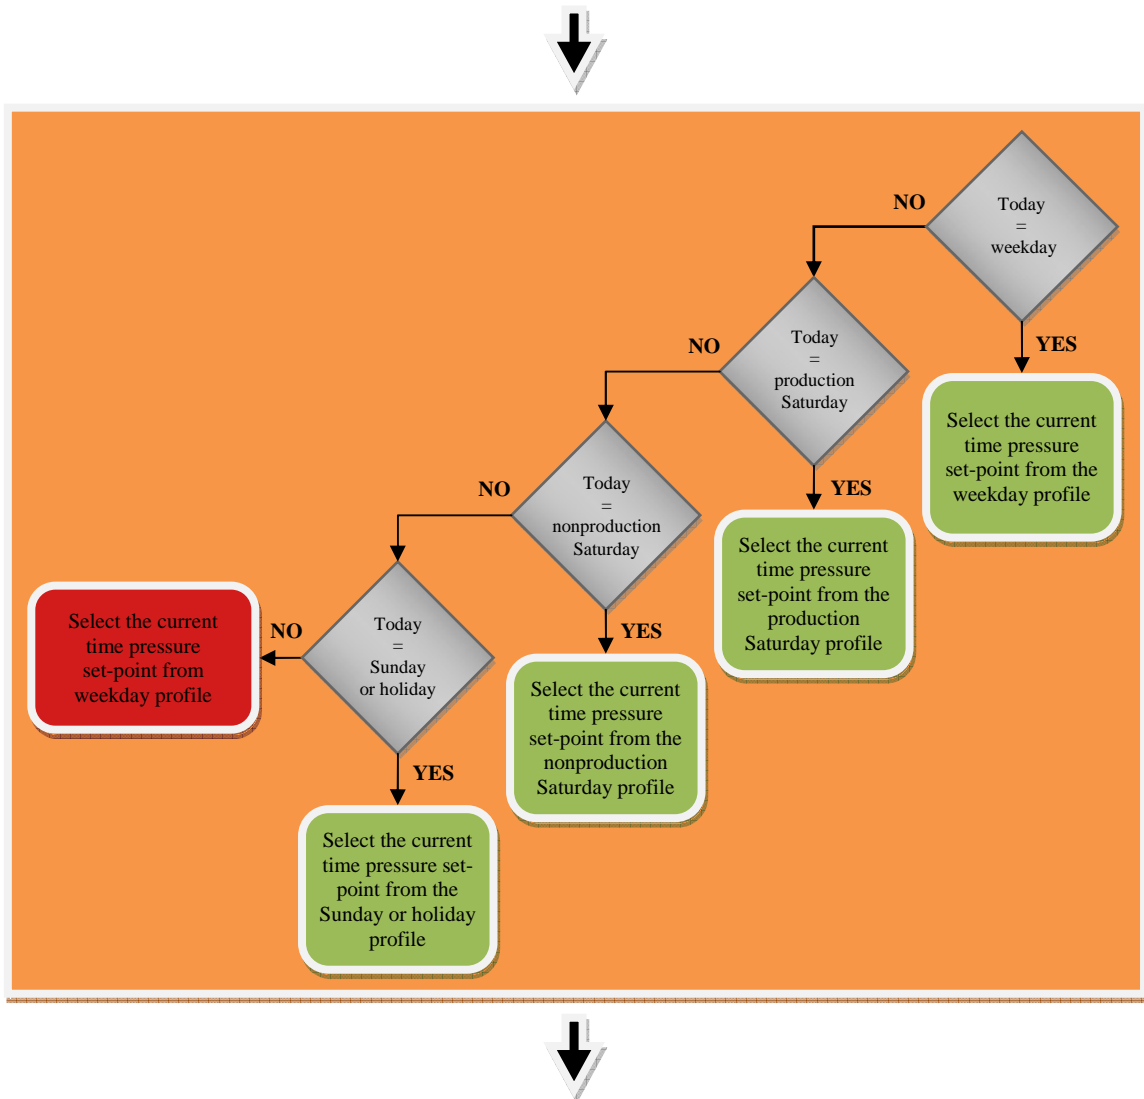 Today
=
weekday
NO
YES
Select the current
time pressure
set-point from the
weekday profile
Today
=
production
Saturday
NO
YES
Select the current
time pressure
set-point from the
production
Saturday profile
Today
=
nonproduction
Saturday
NO
YES
Select the current
time pressure
set-point from the
nonproduction
Saturday profile
Today
=
Sunday
or holiday
NO
Select the current
time pressure
set-point from
weekday profile
YES
Select the current
time pressure set-
point from the
Sunday or holiday
profile